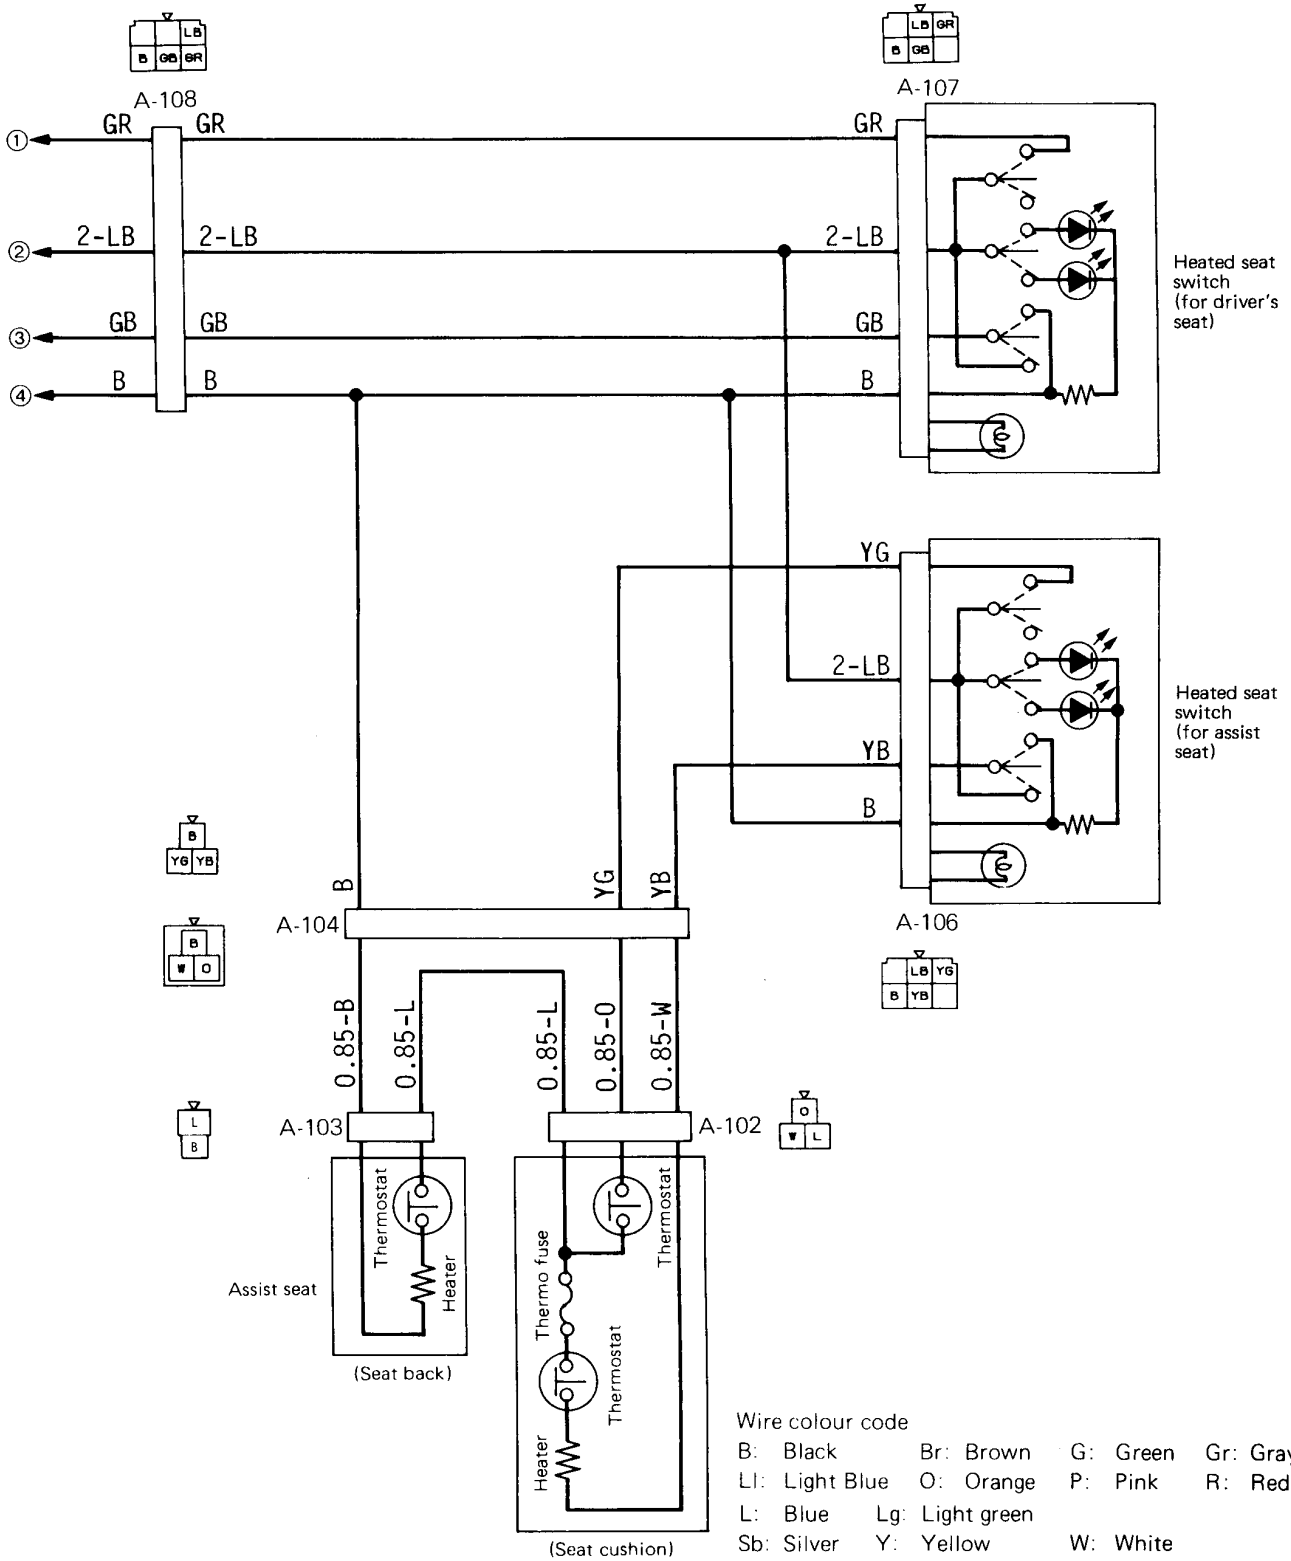 LB
B GB GR
A-108
LB GR
B GB
A-107
① GR GR GR
② 2-LB 2-LB 2-LB
③ GB GB GB
④ B B B
Heated seat
switch
(for driver's
seat)
YG
2-LB
YB
B
Heated seat
switch
(for assist
seat)
A-106
LB YG
B YB
B
YG YB
B YG YB
A-104
B
W O
0.85-B 0.85-L 0.85-L 0.85-O 0.85-W
L
B
A-103
A-102
O
W L
Thermostat
Heater
Assist seat
(Seat back)
Thermostat
Thermo fuse
Thermostat
Heater
(Seat cushion)
Wire colour code
B: Black Br: Brown G: Green Gr: Gray
Ll: Light Blue O: Orange P: Pink R: Red
L: Blue Lg: Light green
Sb: Silver Y: Yellow W: White